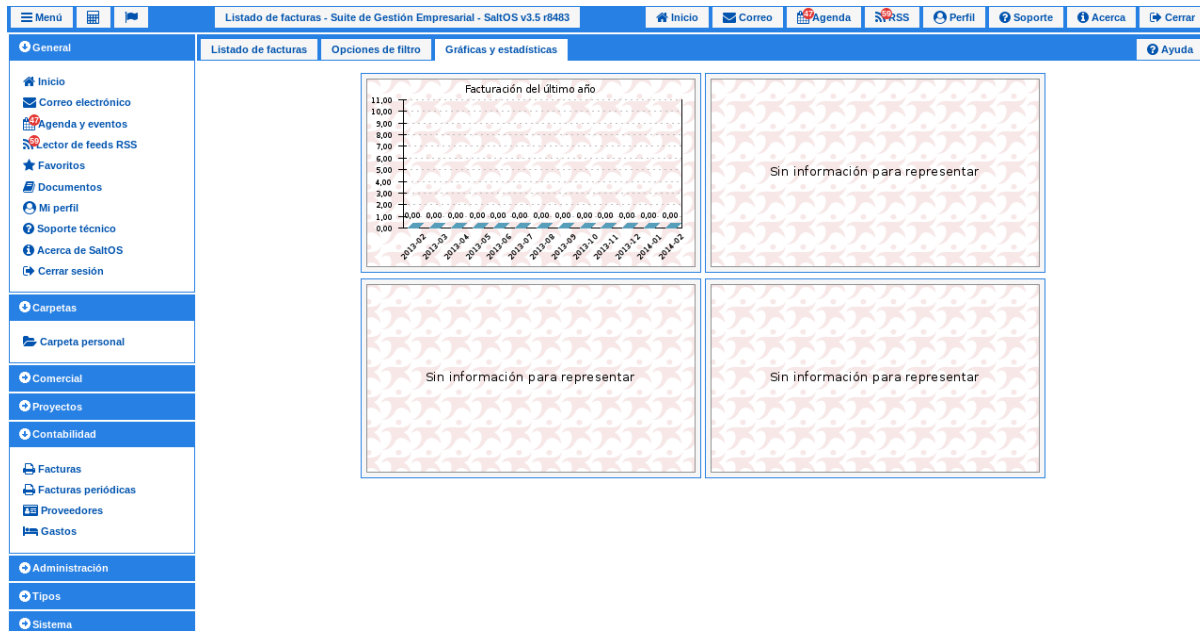 Menú
Listado de facturas - Suite de Gestión Empresarial - SaltOS v3.5 r8483
Inicio
Correo
47
Agenda
59
RSS
Perfil
Soporte
Acerca
Cerrar
General
Inicio
Correo electrónico
47
Agenda y eventos
59
Lector de feeds RSS
Favoritos
Documentos
Mi perfil
Soporte técnico
Acerca de SaltOS
Cerrar sesión
Carpetas
Carpeta personal
Comercial
Proyectos
Contabilidad
Facturas
Facturas periódicas
Proveedores
Gastos
Administración
Tipos
Sistema
Listado de facturas
Opciones de filtro
Gráficas y estadísticas
Ayuda
Facturación del último año
11,00
10,00
9,00
8,00
7,00
6,00
5,00
4,00
3,00
2,00
1,00
0,00
0,00 0,00 0,00 0,00 0,00 0,00 0,00 0,00 0,00 0,00 0,00 0,00 0,00
2013-02 2013-03 2013-04 2013-05 2013-06 2013-07 2013-08 2013-09 2013-10 2013-11 2013-12 2014-01 2014-02
Sin información para representar
Sin información para representar
Sin información para representar